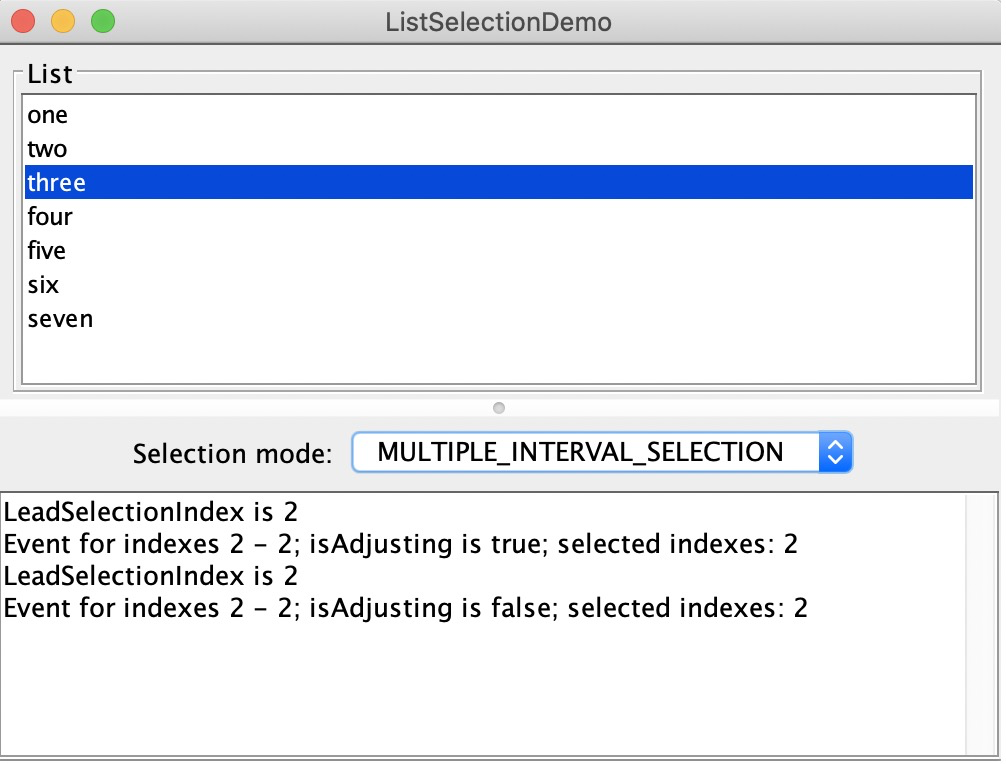 ListSelectionDemo
List
one
two
three
four
five
six
seven
Selection mode: MULTIPLE_INTERVAL_SELECTION
LeadSelectionIndex is 2
Event for indexes 2 - 2; isAdjusting is true; selected indexes: 2
LeadSelectionIndex is 2
Event for indexes 2 - 2; isAdjusting is false; selected indexes: 2